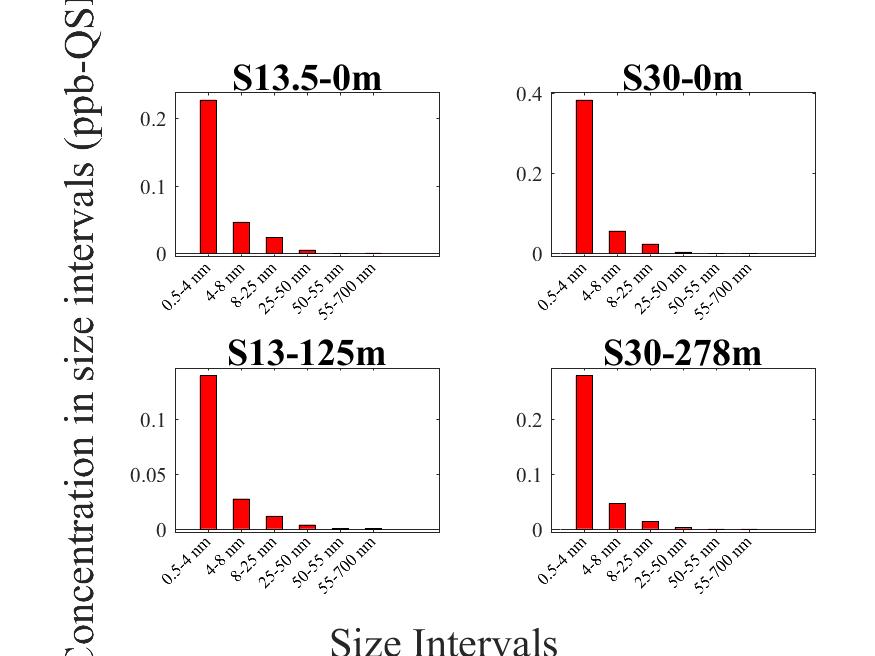 Concentration in size intervals (ppb-QS
S13.5-0m
0.2
0.1
0
0.5-4 nm
4-8 nm
8-25 nm
25-50 nm
50-55 nm
55-700 nm
S30-0m
0.4
0.2
0
0.5-4 nm
4-8 nm
8-25 nm
25-50 nm
50-55 nm
55-700 nm
S13-125m
0.1
0.05
0
0.5-4 nm
4-8 nm
8-25 nm
25-50 nm
50-55 nm
55-700 nm
S30-278m
0.2
0.1
0
0.5-4 nm
4-8 nm
8-25 nm
25-50 nm
50-55 nm
55-700 nm
Size Intervals